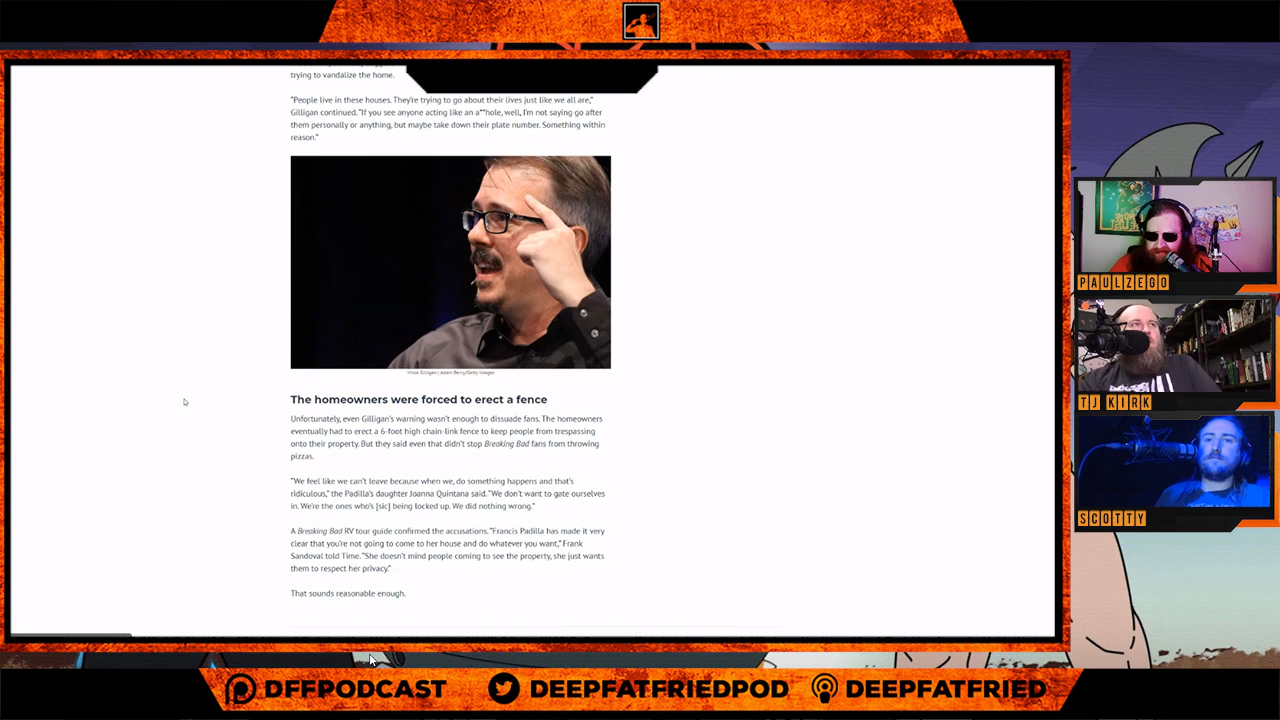 trying to vandalize the home.
“People live in these houses. They’re trying to go about their lives just like we all are,”
Gilligan continued. “If you see anyone acting like an a**hole, well, I’m not saying go after
them personally or anything, but maybe take down their plate number. Something within
reason.”
Vince Gilligan | Adam Berry/Getty Images
The homeowners were forced to erect a fence
Unfortunately, even Gilligan’s warning wasn’t enough to dissuade fans. The homeowners
eventually had to erect a 6-foot high chain-link fence to keep people from trespassing
onto their property. But they said even that didn’t stop Breaking Bad fans from throwing
pizzas.
“We feel like we can’t leave because when we, do something happens and that’s
ridiculous,” the Padilla’s daughter Joanna Quintana said. “We don’t want to gate ourselves
in. We’re the ones who’s [sic] being locked up. We did nothing wrong.”
A Breaking Bad RV tour guide confirmed the accusations. “Francis Padilla has made it very
clear that you’re not going to come to her house and do whatever you want,” Frank
Sandoval told Time. “She doesn’t mind people coming to see the property, she just wants
them to respect her privacy.”
That sounds reasonable enough.
PAULZEGO
TJ KIRK
SCOTTY
DFFPODCAST
DEEPFATFRIEDPOD
DEEPFATFRIED